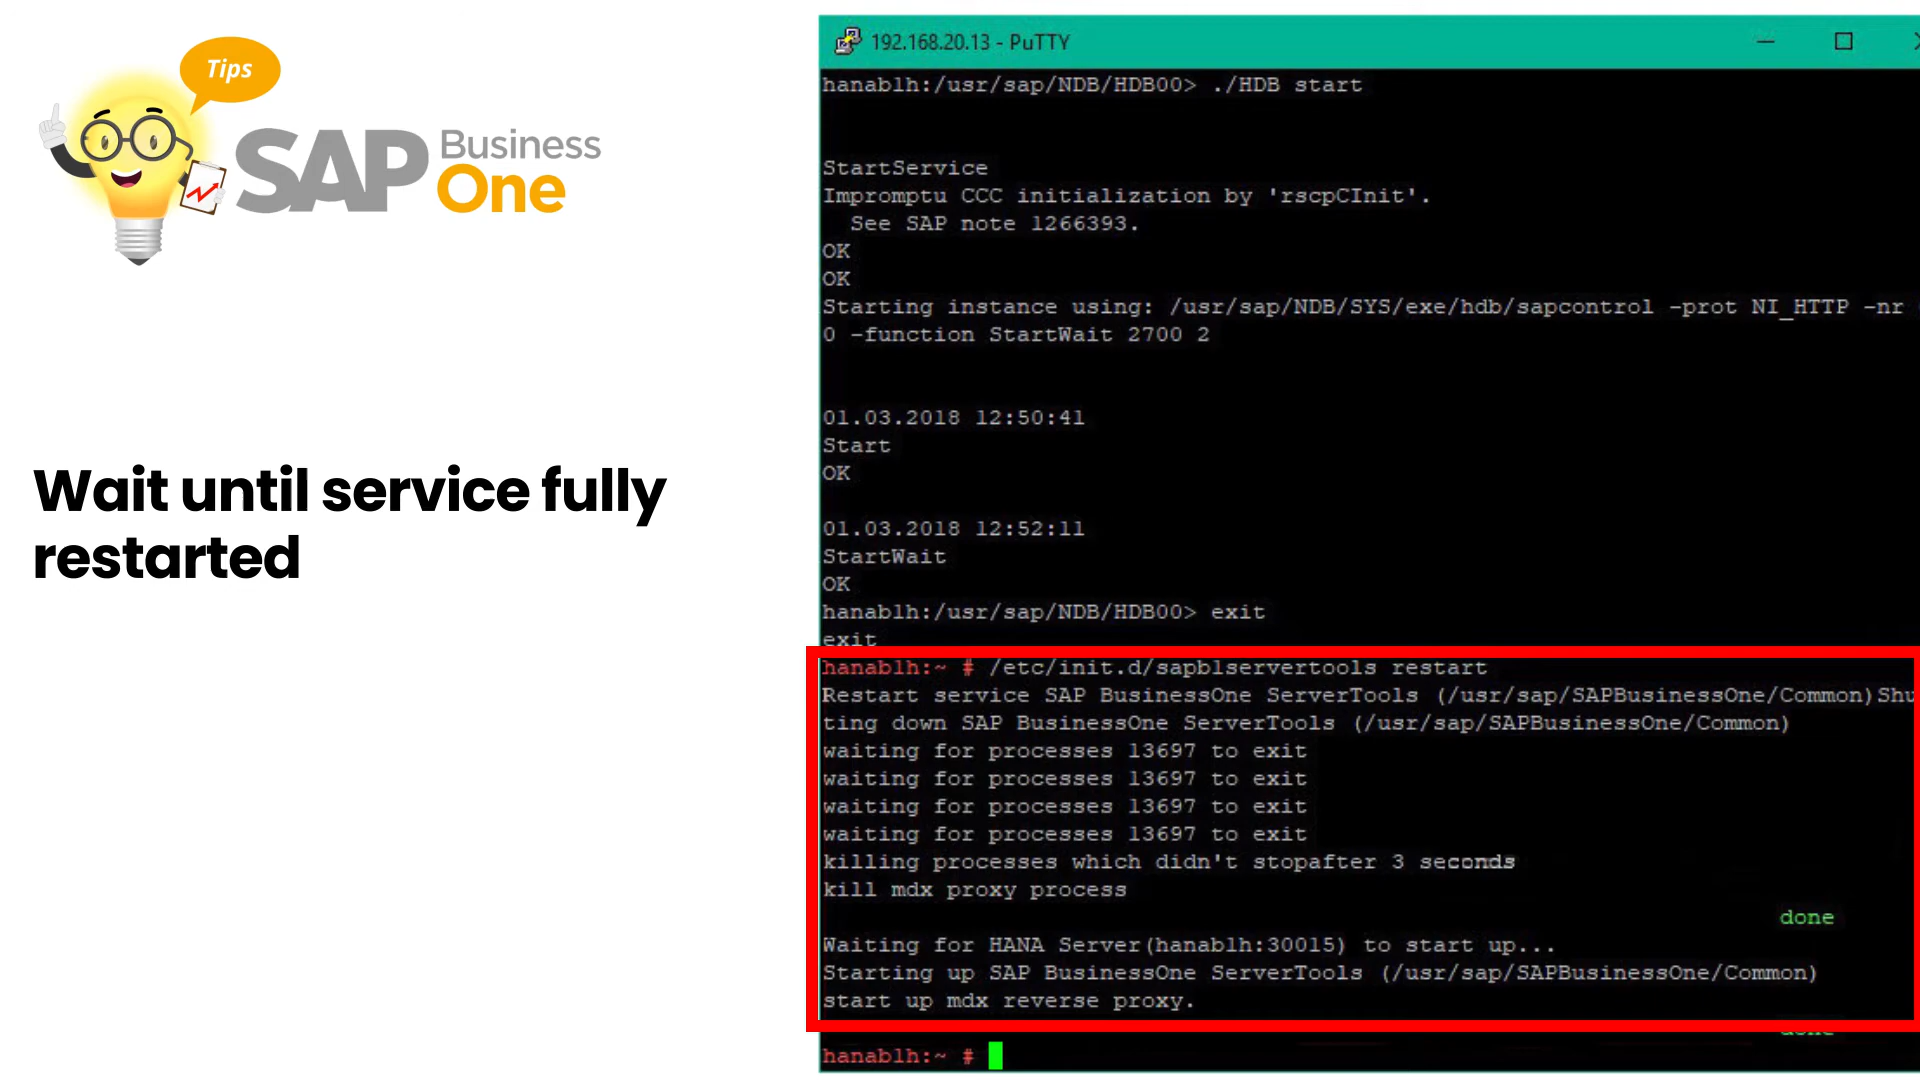 Tips
SAP Business One
Wait until service fully
restarted
192.168.20.13 - PuTTY
hanab1h:/usr/sap/NDB/HDB00> ./HDB start
StartService
Impromptu CCC initialization by 'rscpCInit'.
See SAP note 1266393.
OK
OK
Starting instance using: /usr/sap/NDB/SYS/exe/hdb/sapcontrol -prot NI_HTTP -nr
0 -function StartWait 2700 2
01.03.2018 12:50:41
Start
OK
01.03.2018 12:52:11
StartWait
OK
hanab1h:/usr/sap/NDB/HDB00> exit
exit
hanab1h:~ # /etc/init.d/sapb1servertools restart
Restart service SAP BusinessOne ServerTools (/usr/sap/SAPBusinessOne/Common)Shu
ting down SAP BusinessOne ServerTools (/usr/sap/SAPBusinessOne/Common)
waiting for processes 13697 to exit
waiting for processes 13697 to exit
waiting for processes 13697 to exit
waiting for processes 13697 to exit
killing processes which didn't stopafter 3 seconds
kill mdx proxy process
done
Waiting for HANA Server(hanab1h:30015) to start up...
Starting up SAP BusinessOne ServerTools (/usr/sap/SAPBusinessOne/Common)
start up mdx reverse proxy.
done
hanab1h:~ #